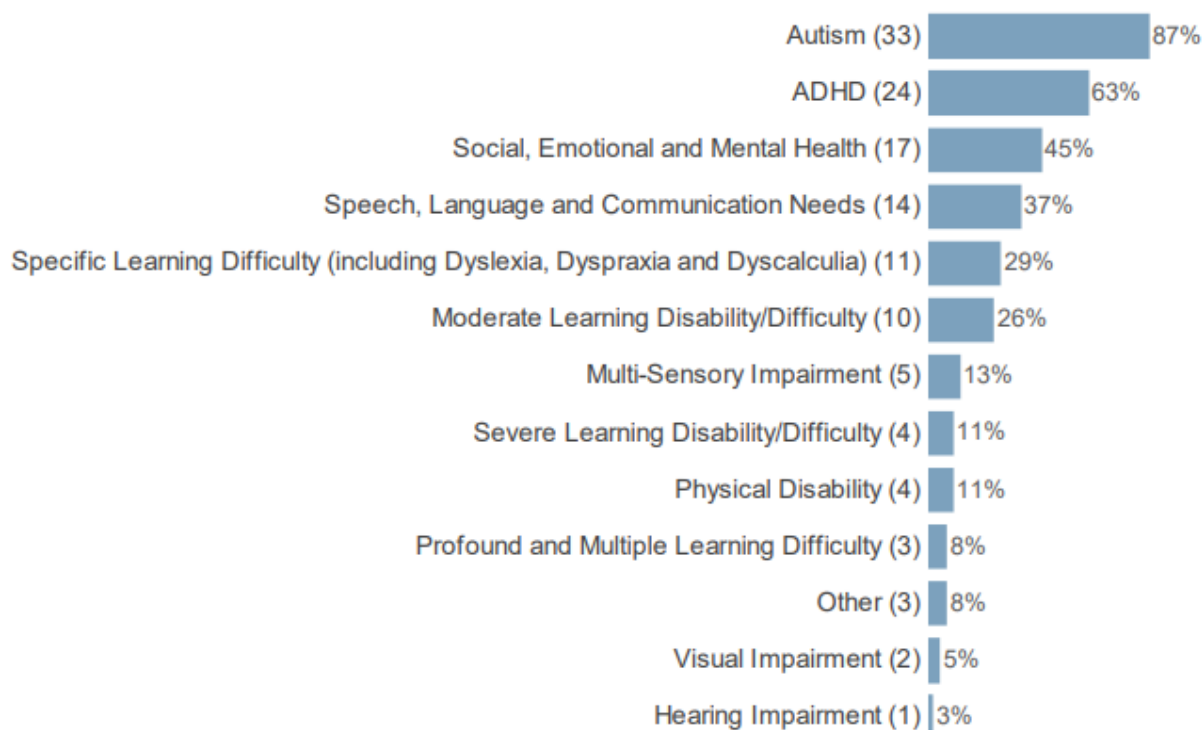 Autism (33) 87%
ADHD (24) 63%
Social, Emotional and Mental Health (17) 45%
Speech, Language and Communication Needs (14) 37%
Specific Learning Difficulty (including Dyslexia, Dyspraxia and Dyscalculia) (11) 29%
Moderate Learning Disability/Difficulty (10) 26%
Multi-Sensory Impairment (5) 13%
Severe Learning Disability/Difficulty (4) 11%
Physical Disability (4) 11%
Profound and Multiple Learning Difficulty (3) 8%
Other (3) 8%
Visual Impairment (2) 5%
Hearing Impairment (1) 3%